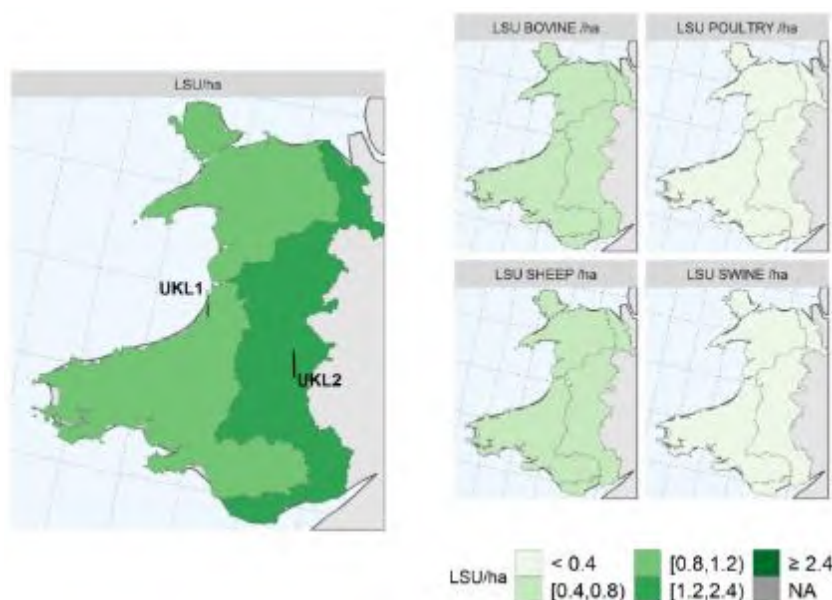 LSU/ha
UKL1
UKL2
LSU BOVINE /ha
LSU POULTRY /ha
LSU SHEEP /ha
LSU SWINE /ha
LSU/ha
< 0.4
[0.4,0.8)
[0.8,1.2)
[1.2,2.4)
≥ 2.4
NA